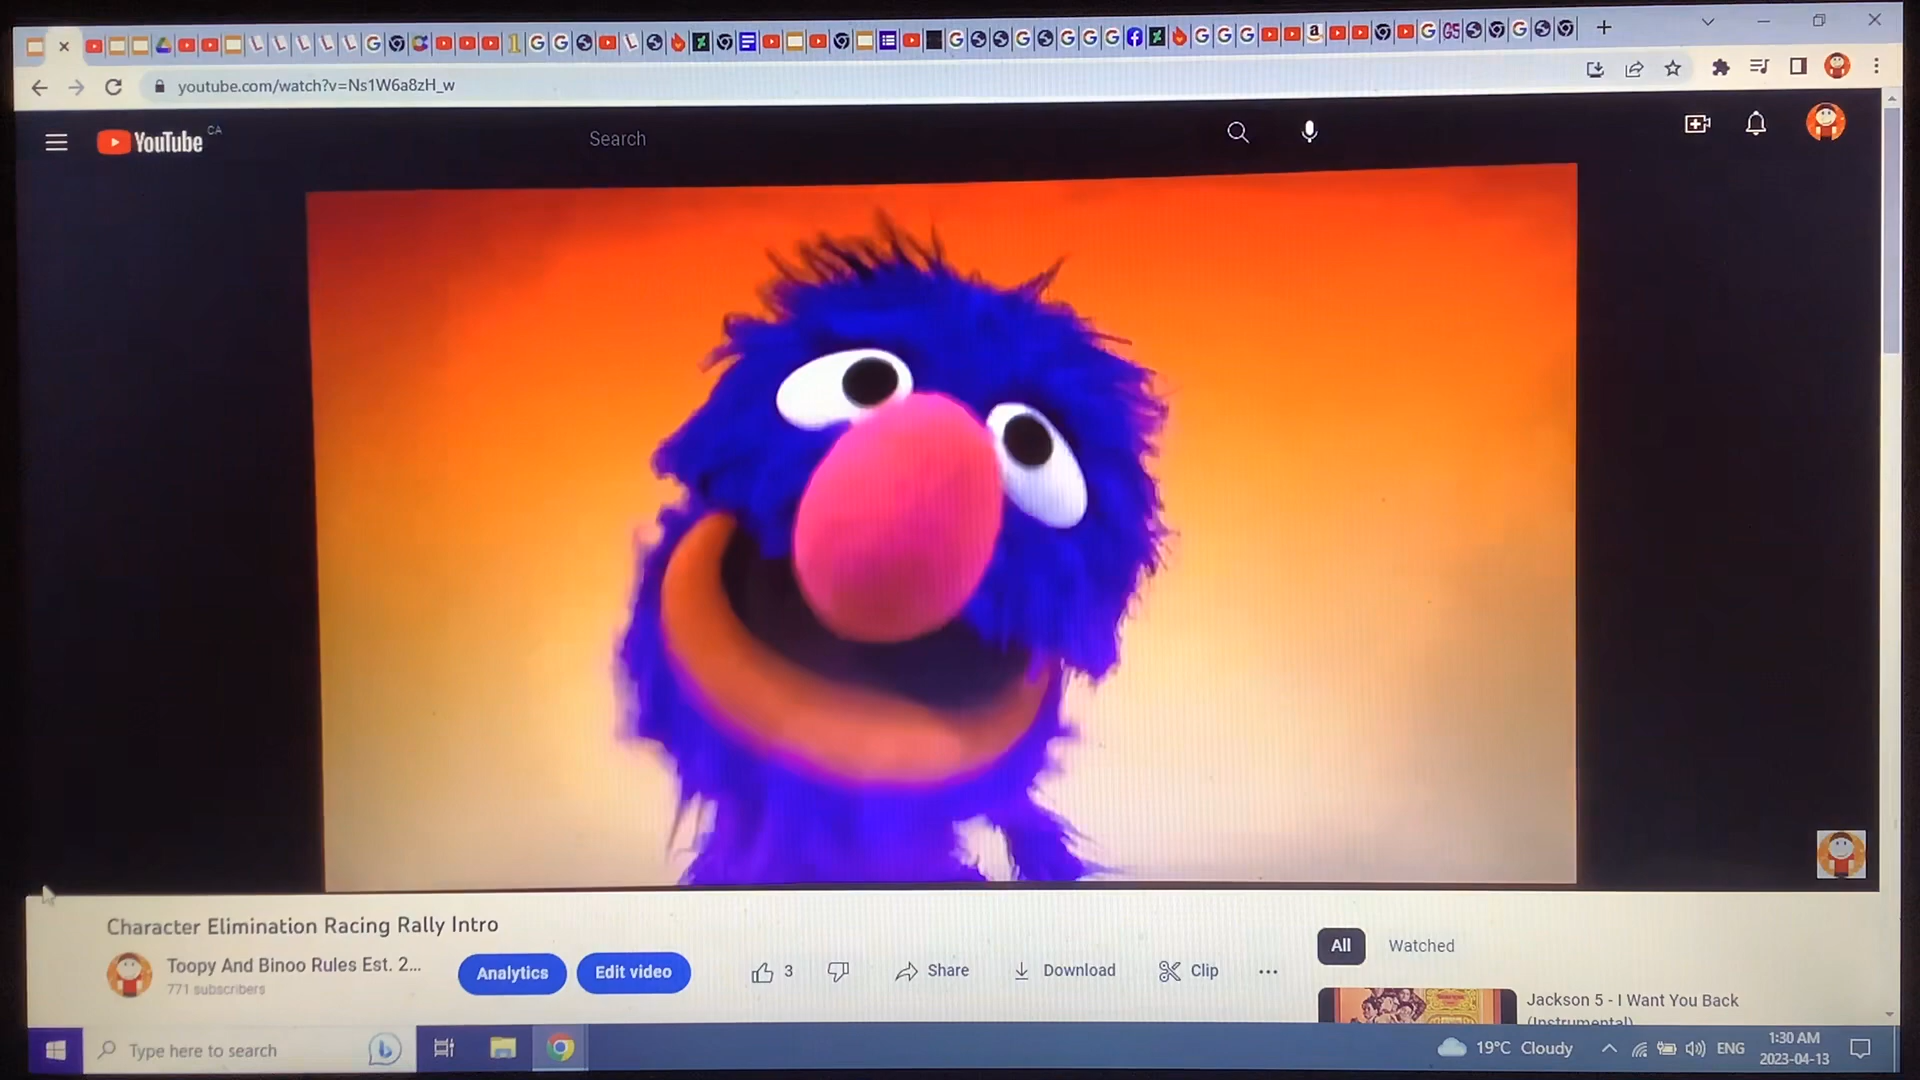 youtube.com/watch?v=Ns1W6a8zH_w
YouTube CA
Search
Character Elimination Racing Rally Intro
Toopy And Binoo Rules Est. 2...
771 subscribers
Analytics
Edit video
3
Share
Download
Clip
All
Watched
Jackson 5 - I Want You Back
(Instrumental)
Type here to search
19°C Cloudy
ENG
1:30 AM
2023-04-13